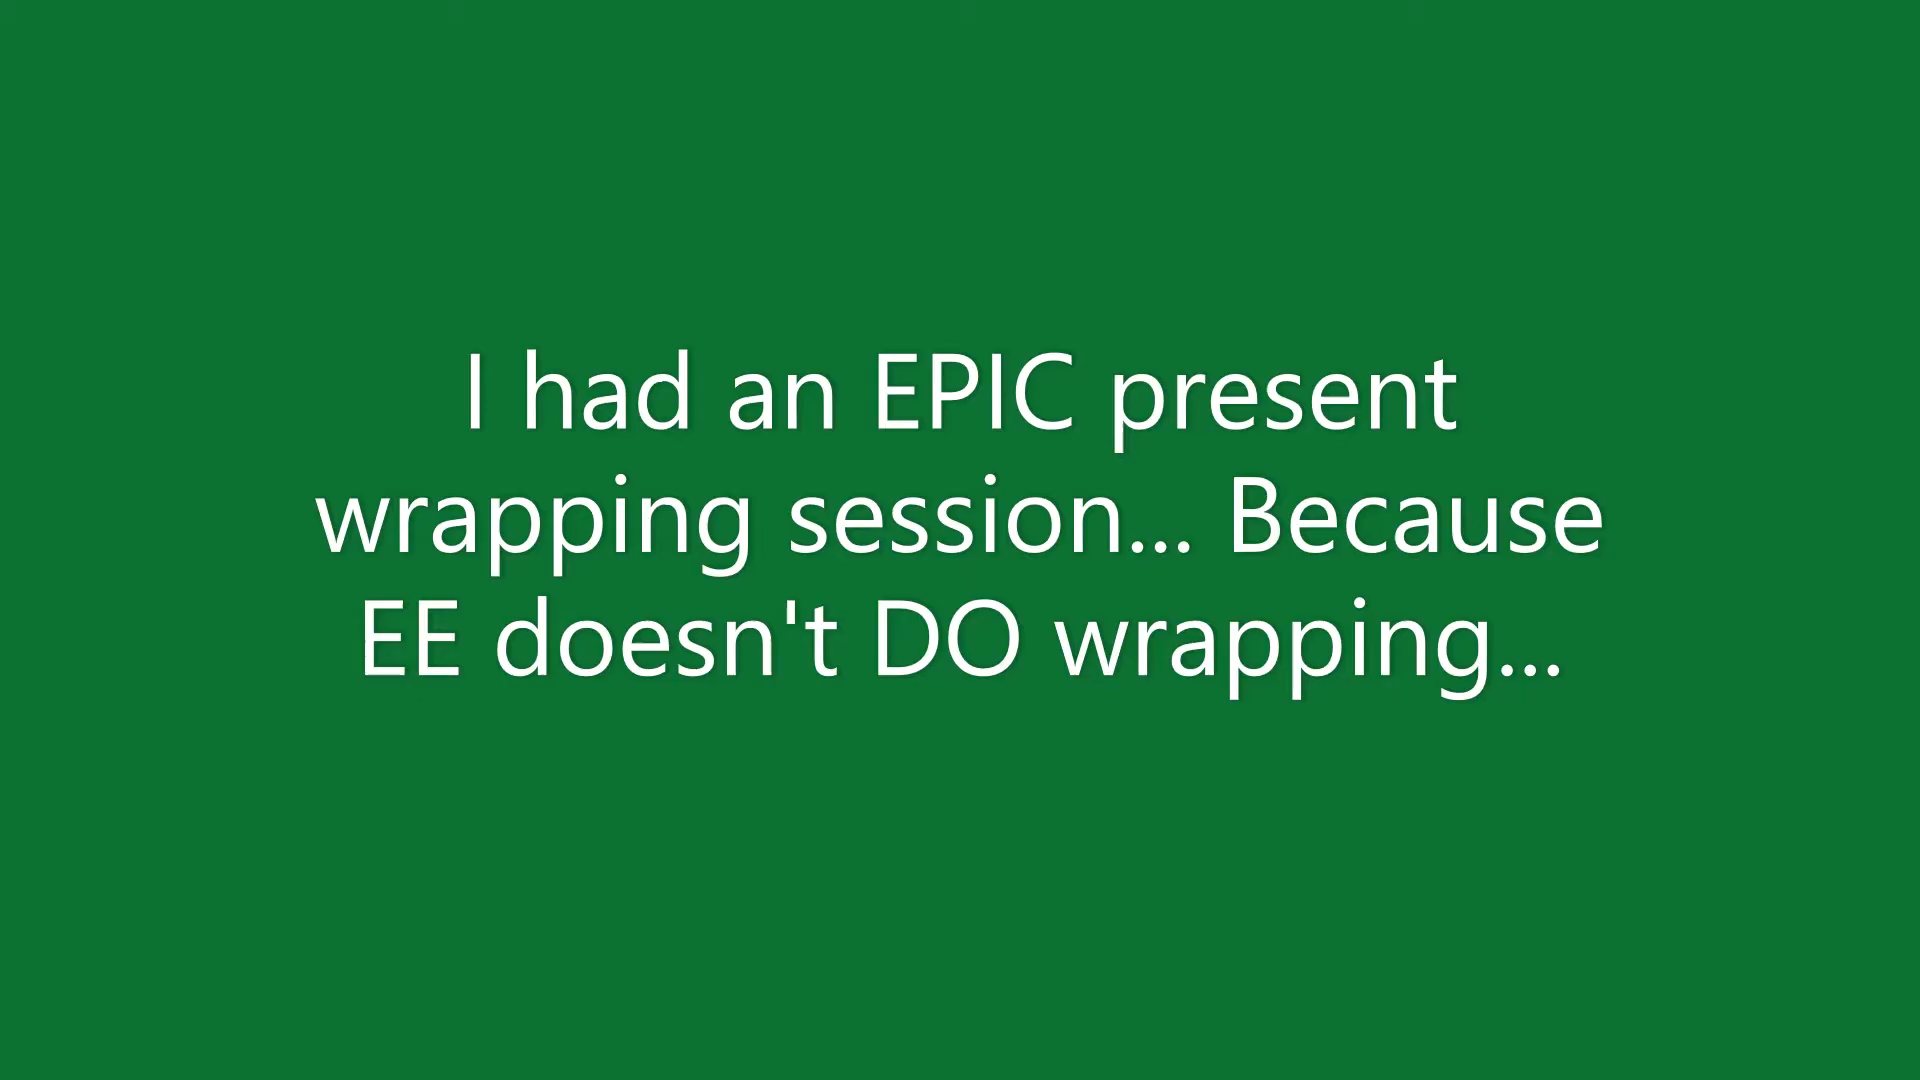 I had an EPIC present
wrapping session... Because
EE doesn't DO wrapping...